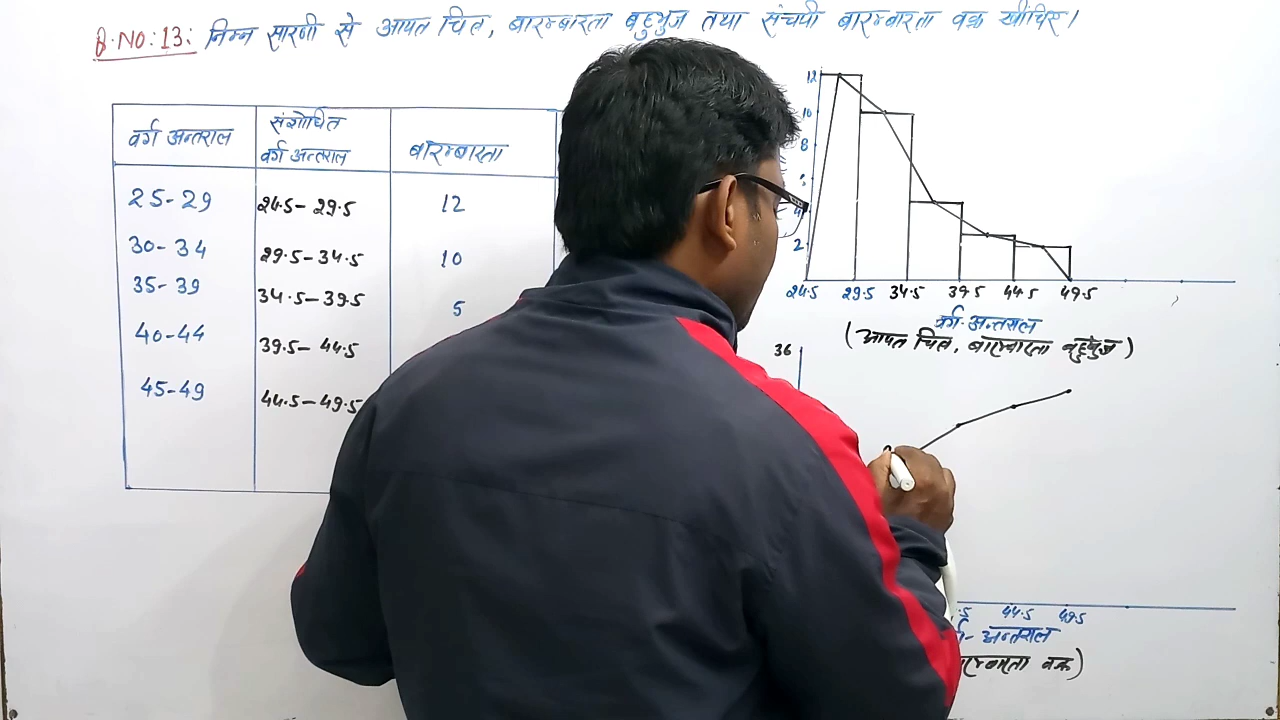 Q.NO:13: निम्न सारणी से आयत चित्र, बारम्बारता बहुभुज तथा संचयी बारम्बारता वक्र खींचिए।
वर्ग अन्तराल
संशोधित
वर्ग अन्तराल
बारम्बारता
25-29 24.5-29.5 12
30-34 29.5-34.5 10
35-39 34.5-39.5 5
40-44 39.5-44.5
45-49 44.5-49.5
12
10
8
6
4
2
24.5 29.5 34.5 39.5 44.5 49.5
वर्ग-अन्तराल
(आयत चित्र, बारम्बारता बहुभुज)
36
.5 44.5 49.5
र्ग-अन्तराल
बारम्बारता वक्र)